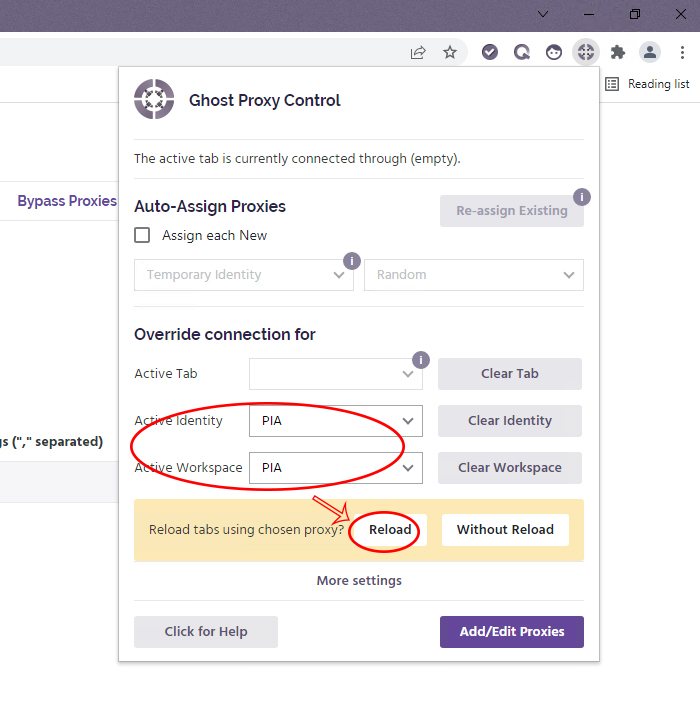 Reading list
Ghost Proxy Control
The active tab is currently connected through (empty).
Bypass Proxies
Auto-Assign Proxies
Re-assign Existing
i
Assign each New
i
Temporary Identity
Random
Override connection for
i
Active Tab
Clear Tab
Active Identity
PIA
Clear Identity
gs ("," separated)
Active Workspace
PIA
Clear Workspace
Reload tabs using chosen proxy?
Reload
Without Reload
More settings
Click for Help
Add/Edit Proxies